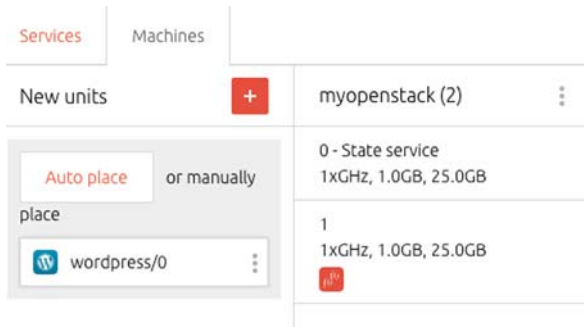 Services
Machines
New units
+
myopenstack (2)
Auto place
or manually
place
wordpress/0
0 - State service
1xGHz, 1.0GB, 25.0GB
1
1xGHz, 1.0GB, 25.0GB